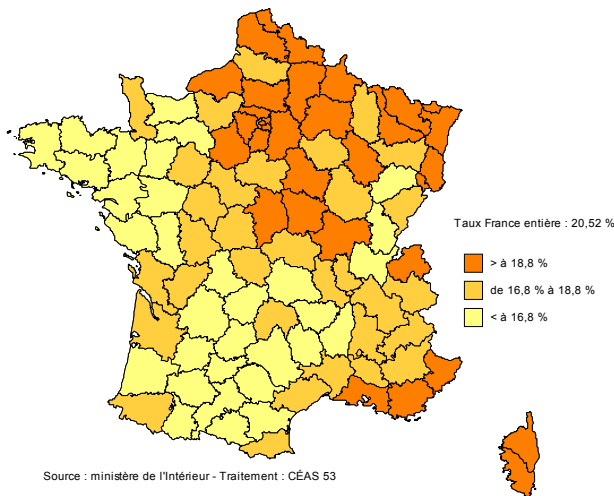 Taux France entière : 20,52 %
> à 18,8 %
de 16,8 % à 18,8 %
< à 16,8 %
Source : ministère de l'Intérieur - Traitement : CÉAS 53